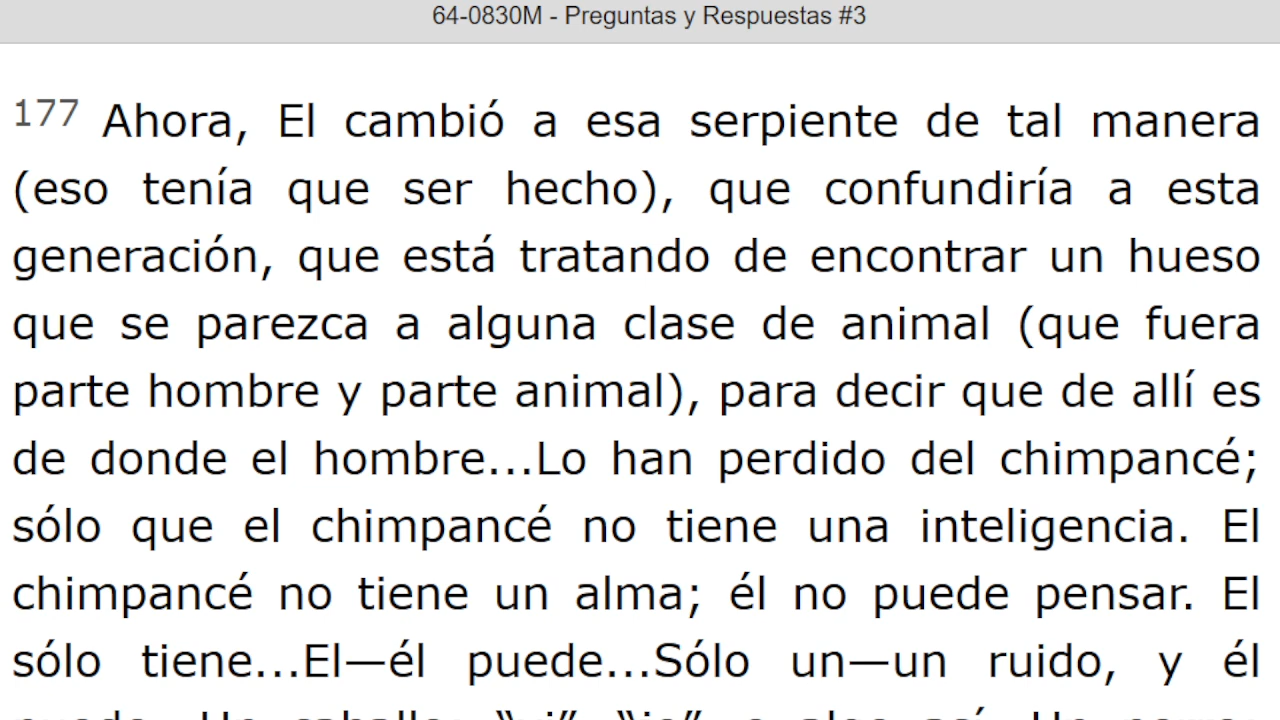 64-0830M - Preguntas y Respuestas #3
177 Ahora, El cambió a esa serpiente de tal manera
(eso tenía que ser hecho), que confundiría a esta
generación, que está tratando de encontrar un hueso
que se parezca a alguna clase de animal (que fuera
parte hombre y parte animal), para decir que de allí es
de donde el hombre...Lo han perdido del chimpancé;
sólo que el chimpancé no tiene una inteligencia. El
chimpancé no tiene un alma; él no puede pensar. El
sólo tiene...El—él puede...Sólo un—un ruido, y él